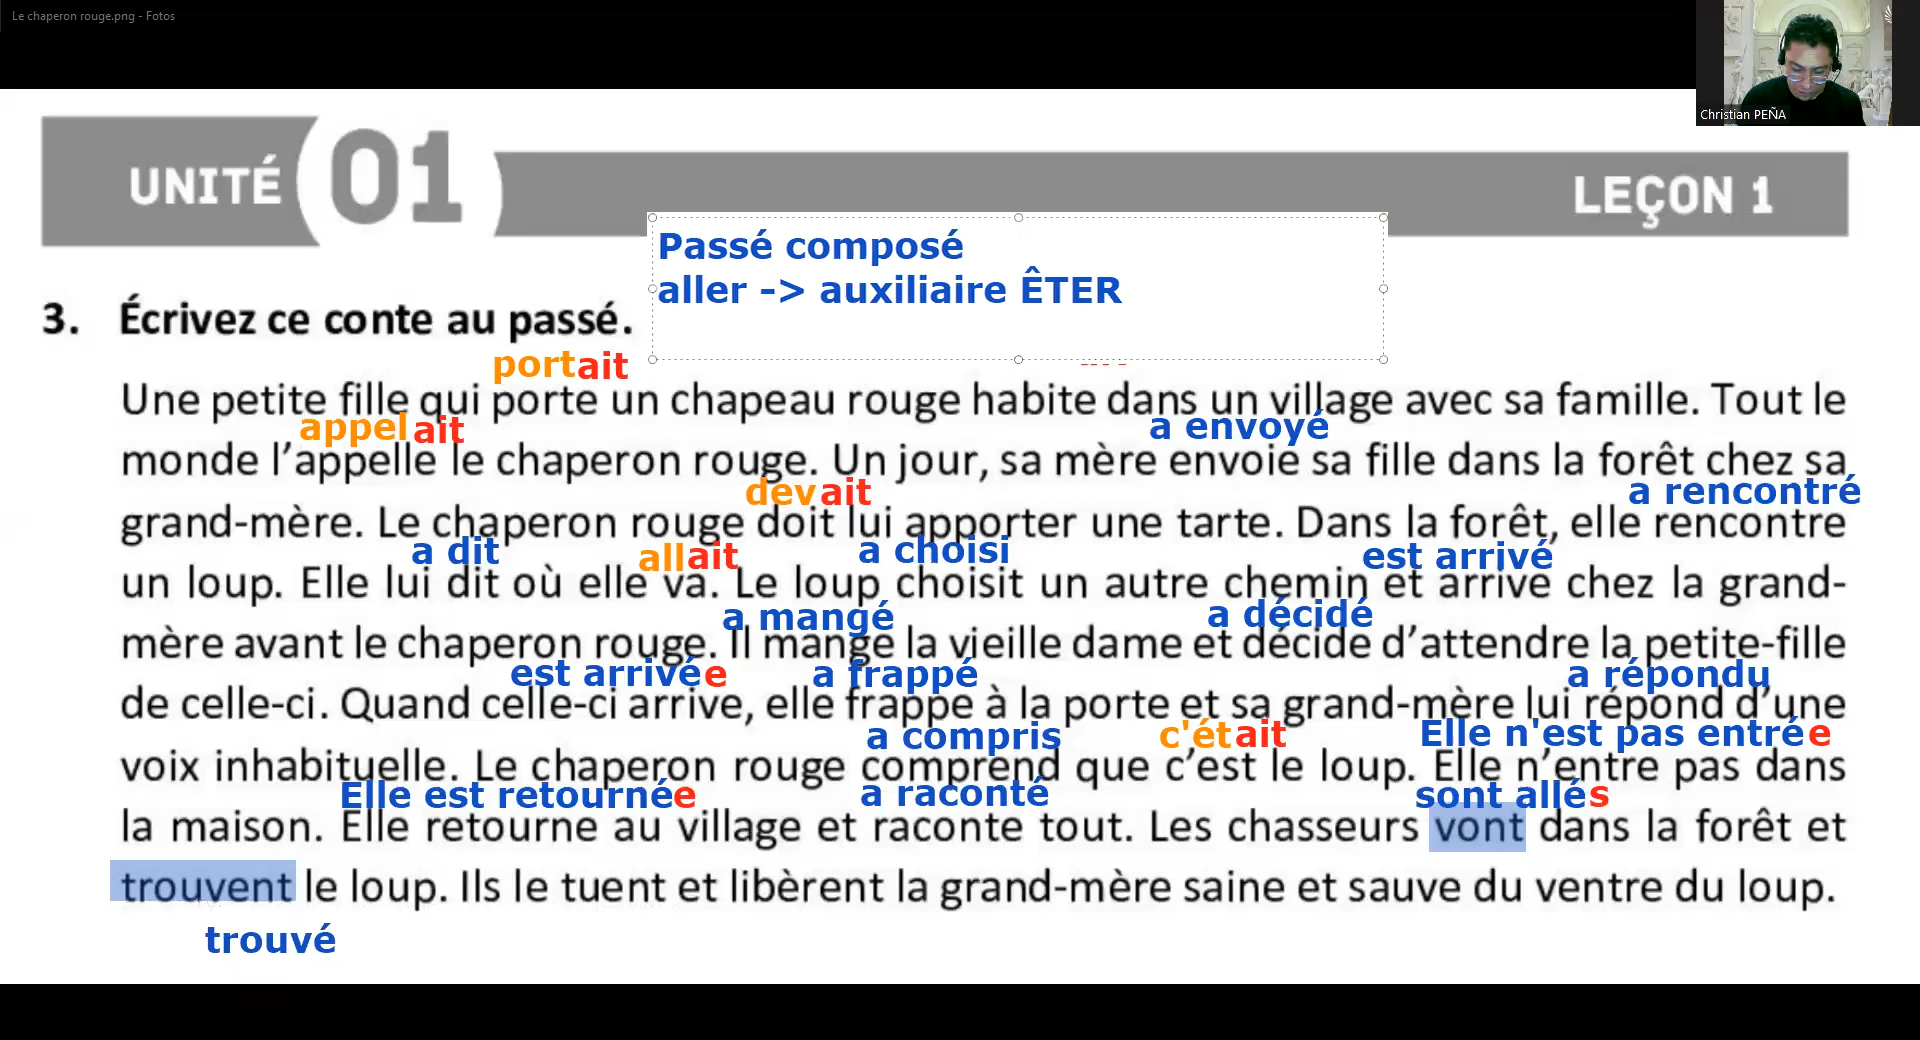 Le chaperon rouge.png - Fotos
Christian PEÑA
UNITÉ 01
LEÇON 1
Passé composé
aller -> auxiliaire ÊTER
3. Écrivez ce conte au passé.
portait
Une petite fille qui porte un chapeau rouge habite dans un village avec sa famille. Tout le
appelait a envoyé
monde l’appelle le chaperon rouge. Un jour, sa mère envoie sa fille dans la forêt chez sa
devait a rencontré
grand-mère. Le chaperon rouge doit lui apporter une tarte. Dans la forêt, elle rencontre
a dit allait a choisi est arrivé
un loup. Elle lui dit où elle va. Le loup choisit un autre chemin et arrive chez la grand-
a mangé a décidé
mère avant le chaperon rouge. Il mange la vieille dame et décide d’attendre la petite-fille
est arrivée a frappé a répondu
de celle-ci. Quand celle-ci arrive, elle frappe à la porte et sa grand-mère lui répond d’une
a compris c'était Elle n'est pas entrée
voix inhabituelle. Le chaperon rouge comprend que c’est le loup. Elle n’entre pas dans
Elle est retournée a raconté sont allés
la maison. Elle retourne au village et raconte tout. Les chasseurs vont dans la forêt et
trouvent le loup. Ils le tuent et libèrent la grand-mère saine et sauve du ventre du loup.
trouvé